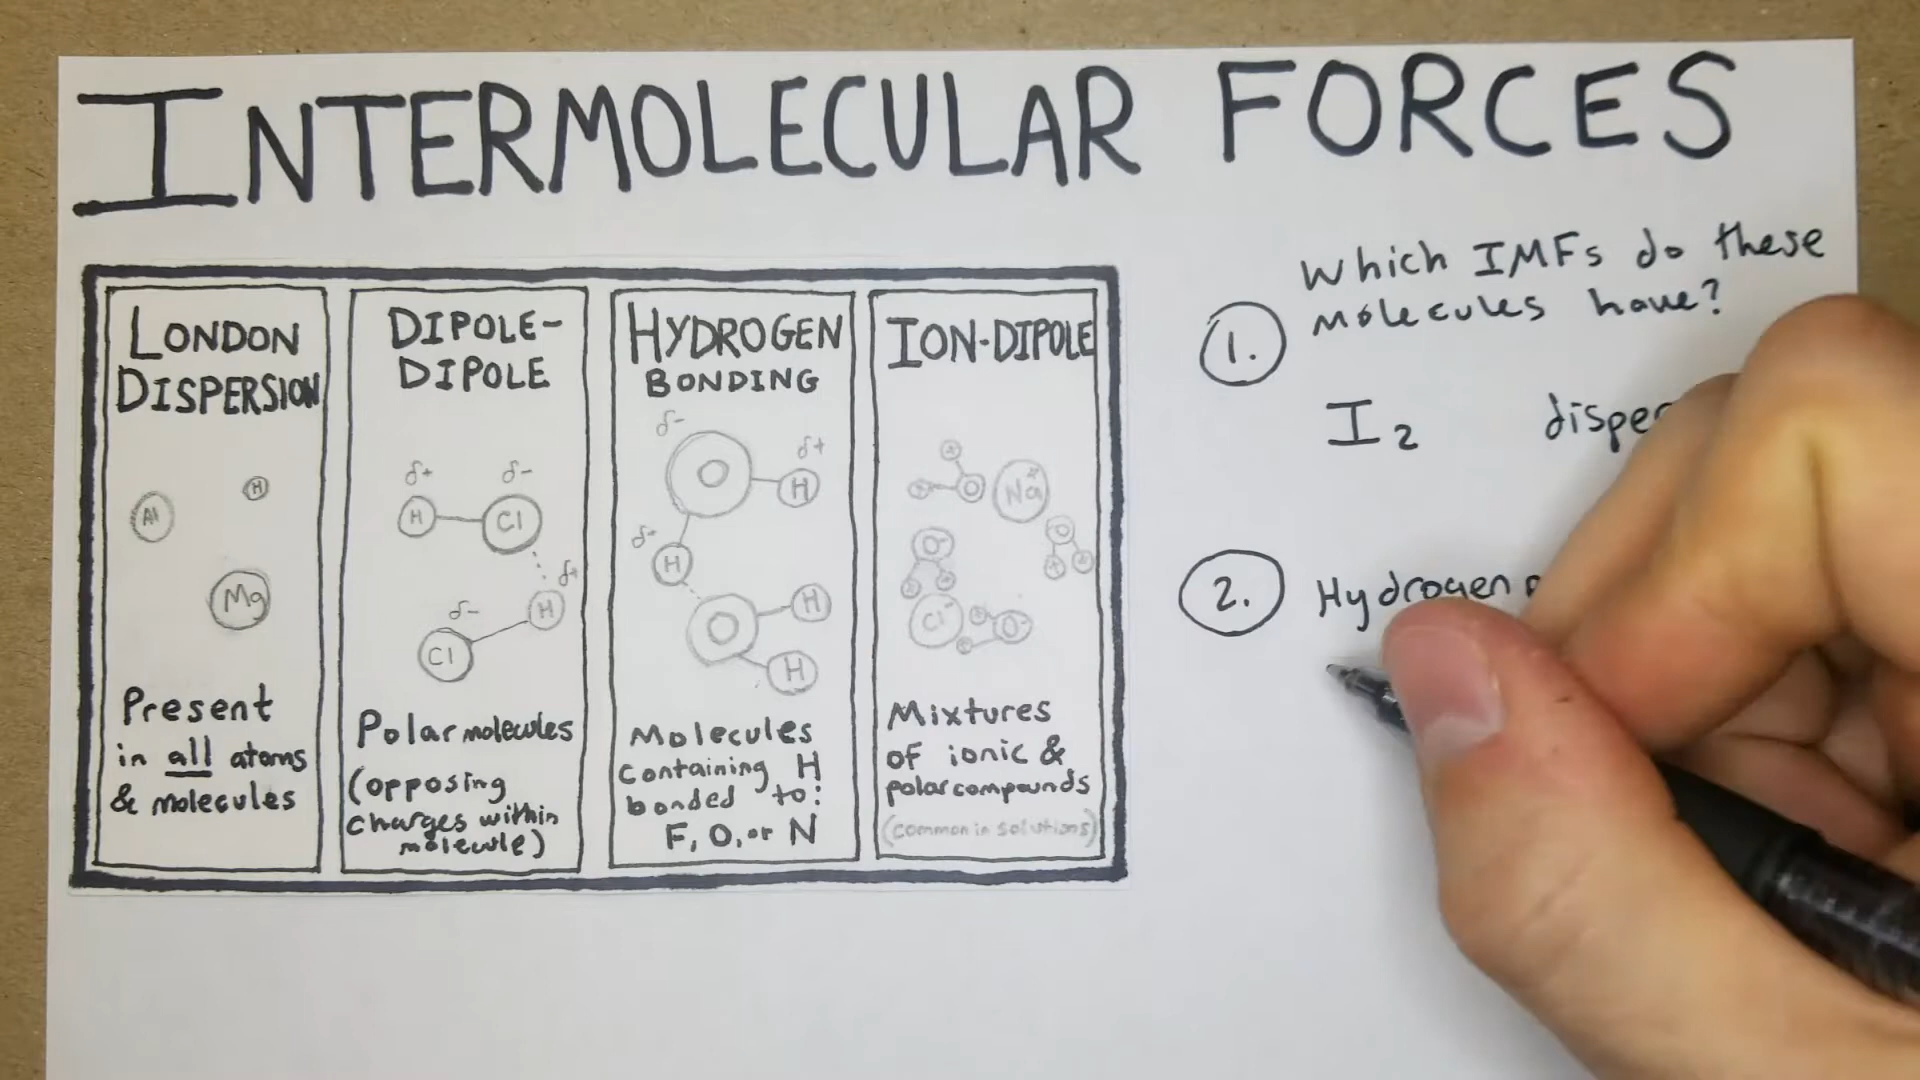 INTERMOLECULAR FORCES
LONDON
DISPERSION
Al
H
Mg
Present
in all atoms
& molecules
DIPOLE-
DIPOLE
δ+
δ-
H
Cl
δ+
δ-
H
Cl
Polar molecules
(opposing
charges within
molecule)
HYDROGEN
BONDING
δ-
δ+
O
H
δ-
H
O
H
H
Molecules
containing H
bonded to:
F, O, or N
ION-DIPOLE
+
+
O
Na+
O-
+
+
O
+
+
Cl-
+
+
O-
Mixtures
of ionic &
polar compounds
(common in solutions)
1.
Which IMFs do these
molecules have?
I2
2.
Hydrogen